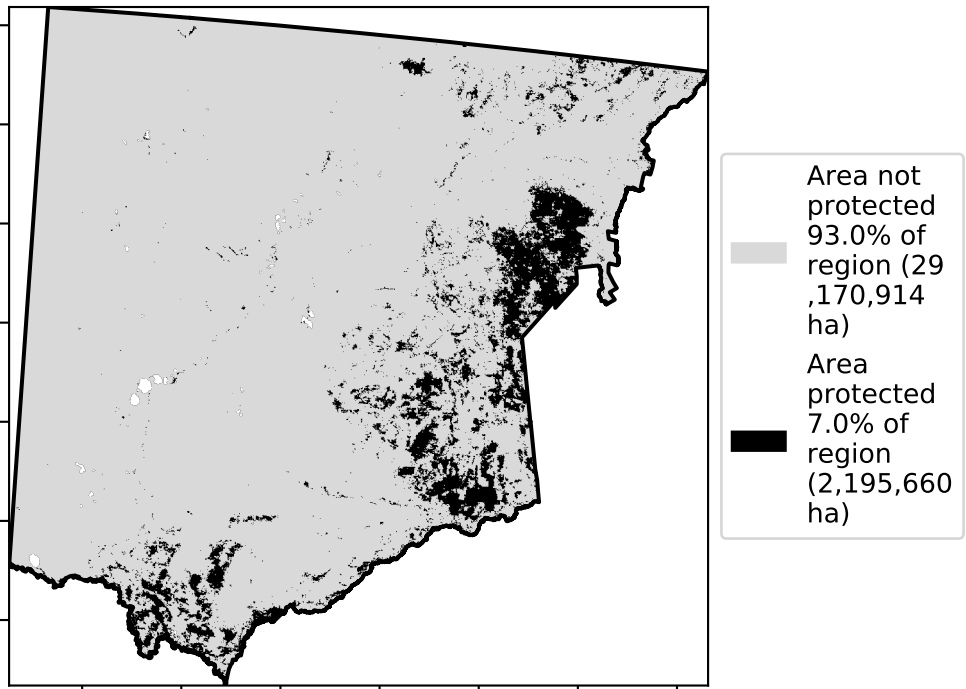 Area not
protected
93.0% of
region (29
,170,914
ha)
Area
protected
7.0% of
region
(2,195,660
ha)